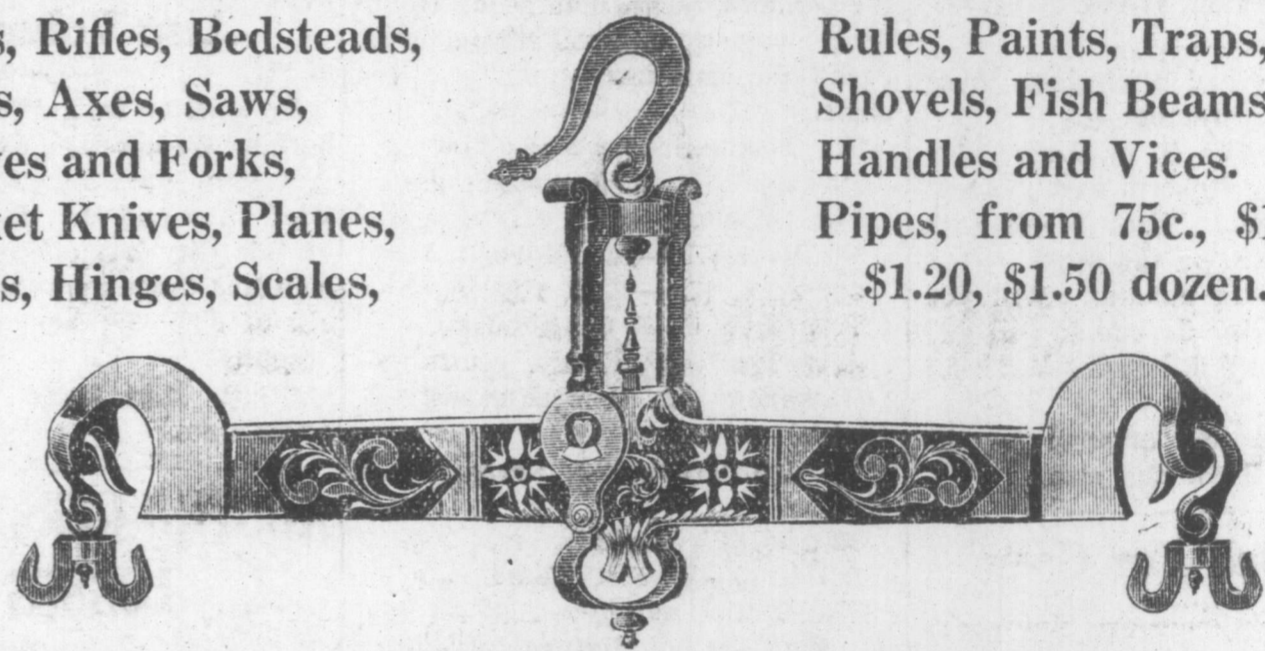 Rifles, Bedsteads,
Axes, Saws,
and Forks,
Knives, Planes,
Hinges, Scales,
Rules, Paints, Traps,
Shovels, Fish Beams
Handles and Vices.
Pipes, from 75c.,
$1.20, $1.50 dozen.